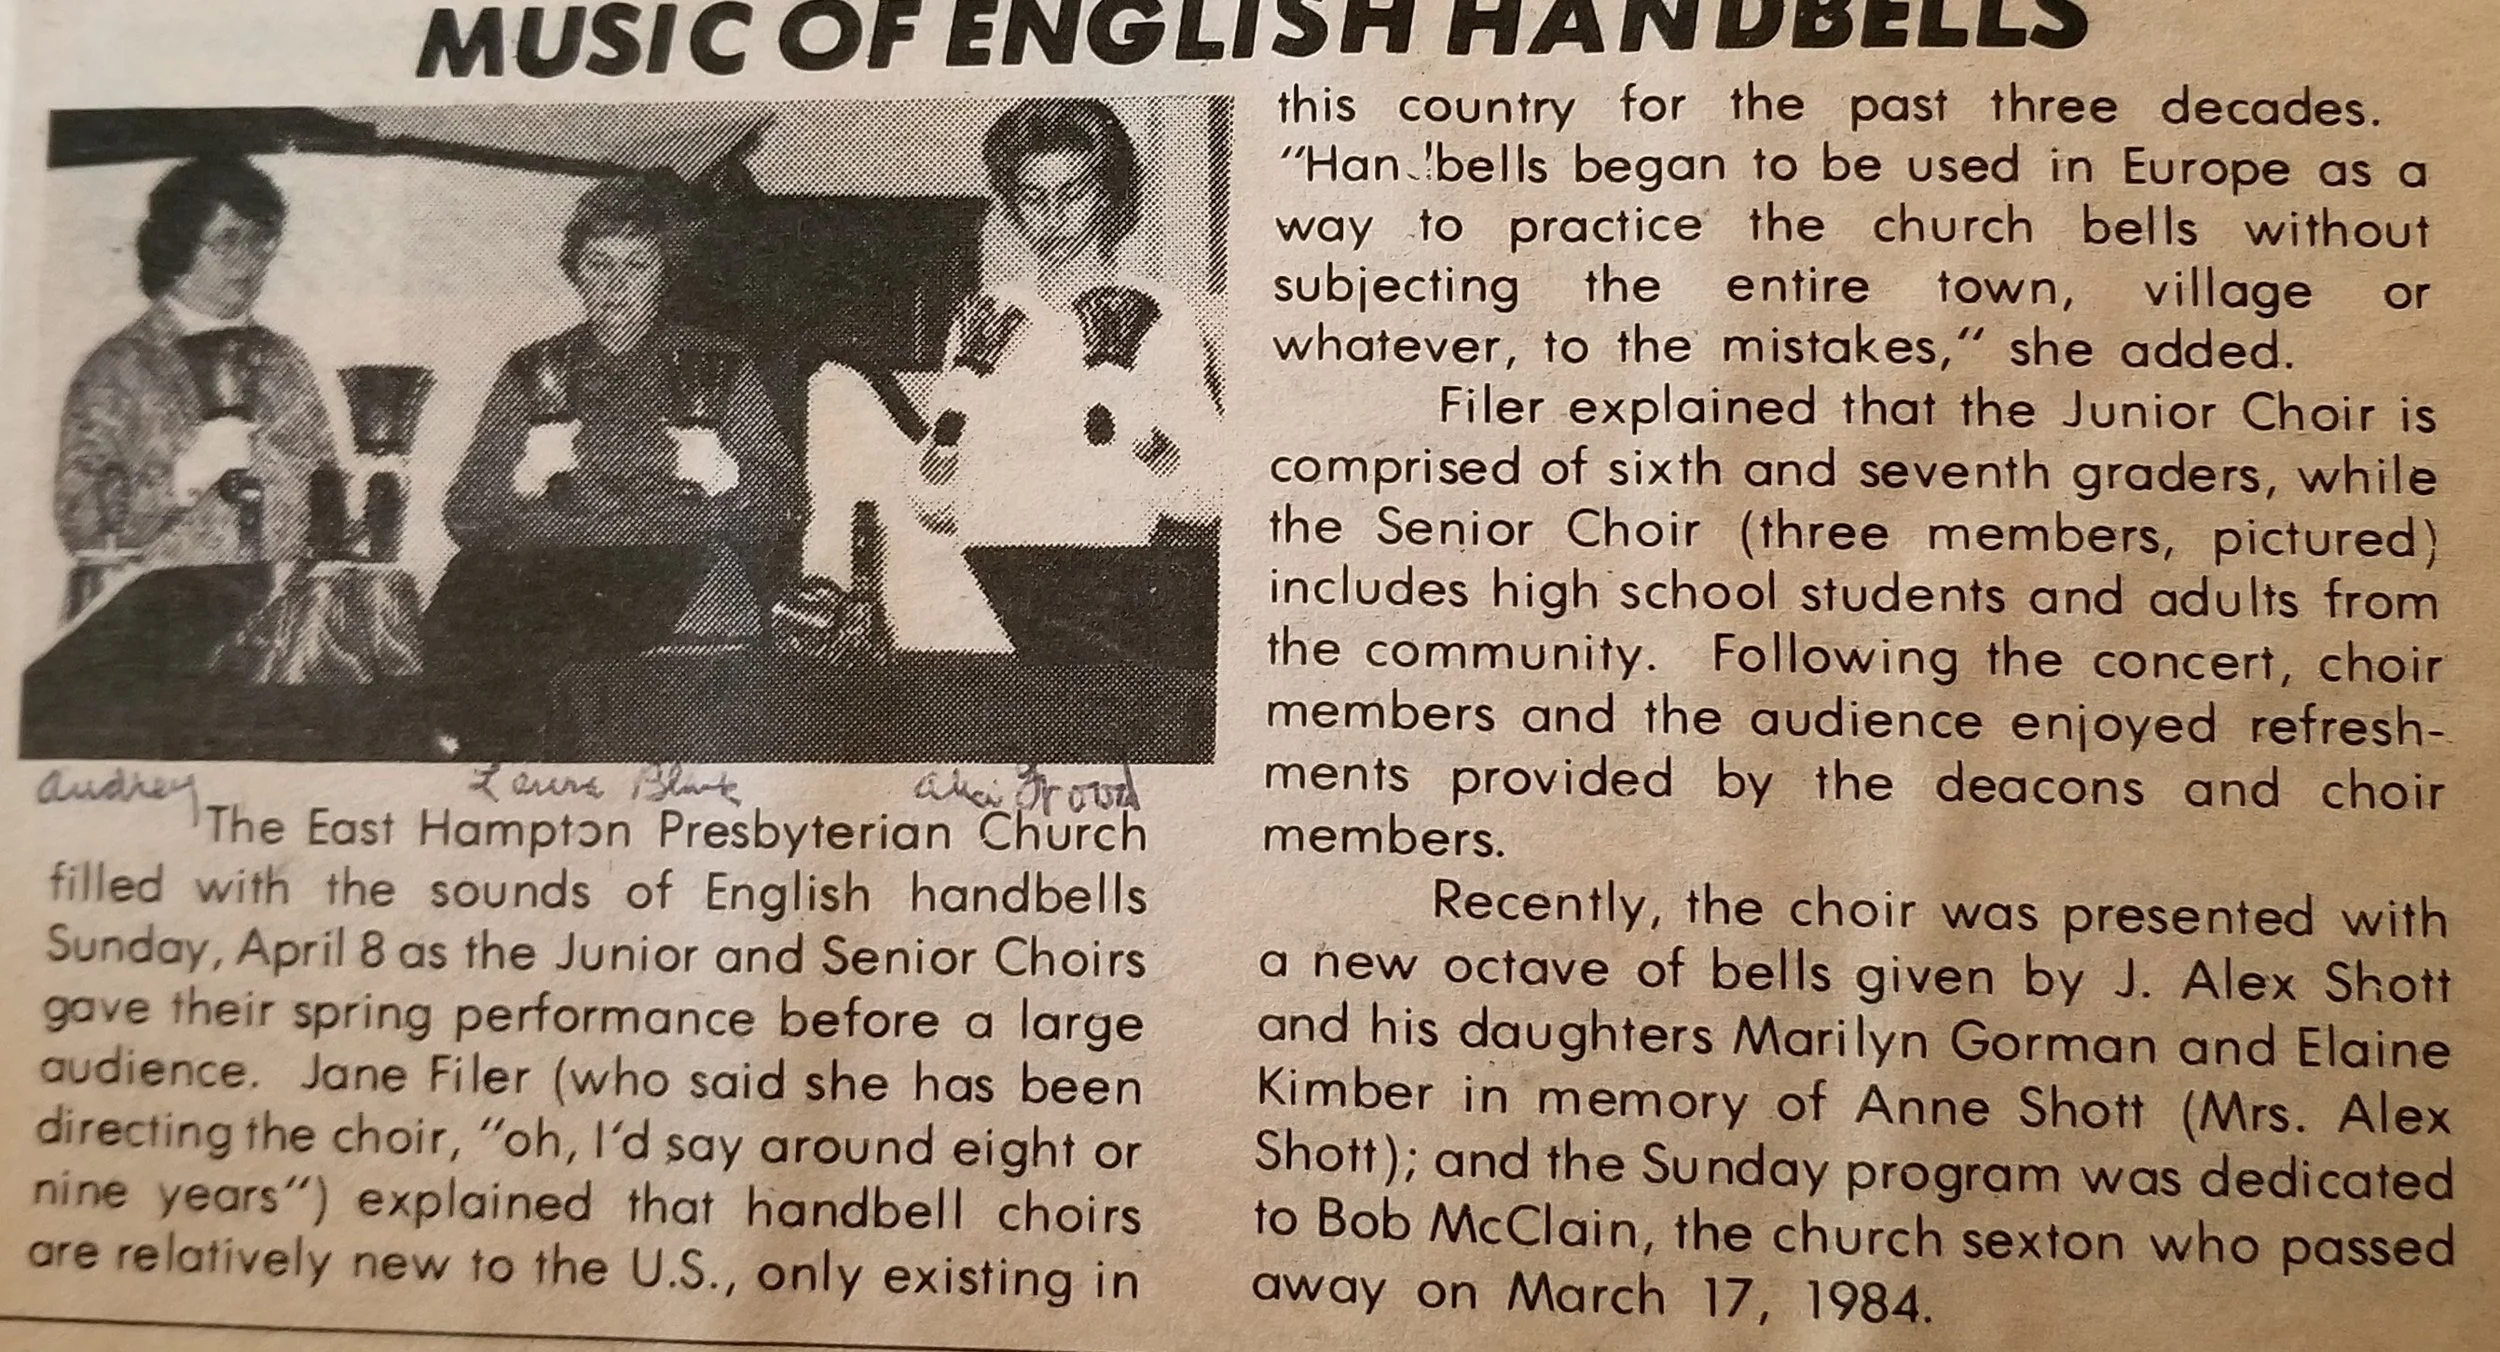 MUSIC OF ENGLISH HANDBELLS
Audrey Laura
The East Hampton Presbyterian Church
filled with the sounds of English handbells
Sunday, April 8 as the Junior and Senior Choirs
gave their spring performance before a large
audience. Jane Filer (who said she has been
directing the choir, "oh, I'd say around eight or
nine years") explained that handbell choirs
are relatively new to the U.S., only existing in
this country for the past three decades.
"Handbells began to be used in Europe as a
way to practice the church bells without
subjecting the entire town, village or
whatever, to the mistakes," she added.
Filer explained that the Junior Choir is
comprised of sixth and seventh graders, while
the Senior Choir (three members, pictured)
includes high school students and adults from
the community. Following the concert, choir
members and the audience enjoyed refresh-
ments provided by the deacons and choir
members.
Recently, the choir was presented with
a new octave of bells given by J. Alex Shott
and his daughters Marilyn Gorman and Elaine
Kimber in memory of Anne Shott (Mrs. Alex
Shott); and the Sunday program was dedicated
to Bob McClain, the church sexton who passed
away on March 17, 1984.